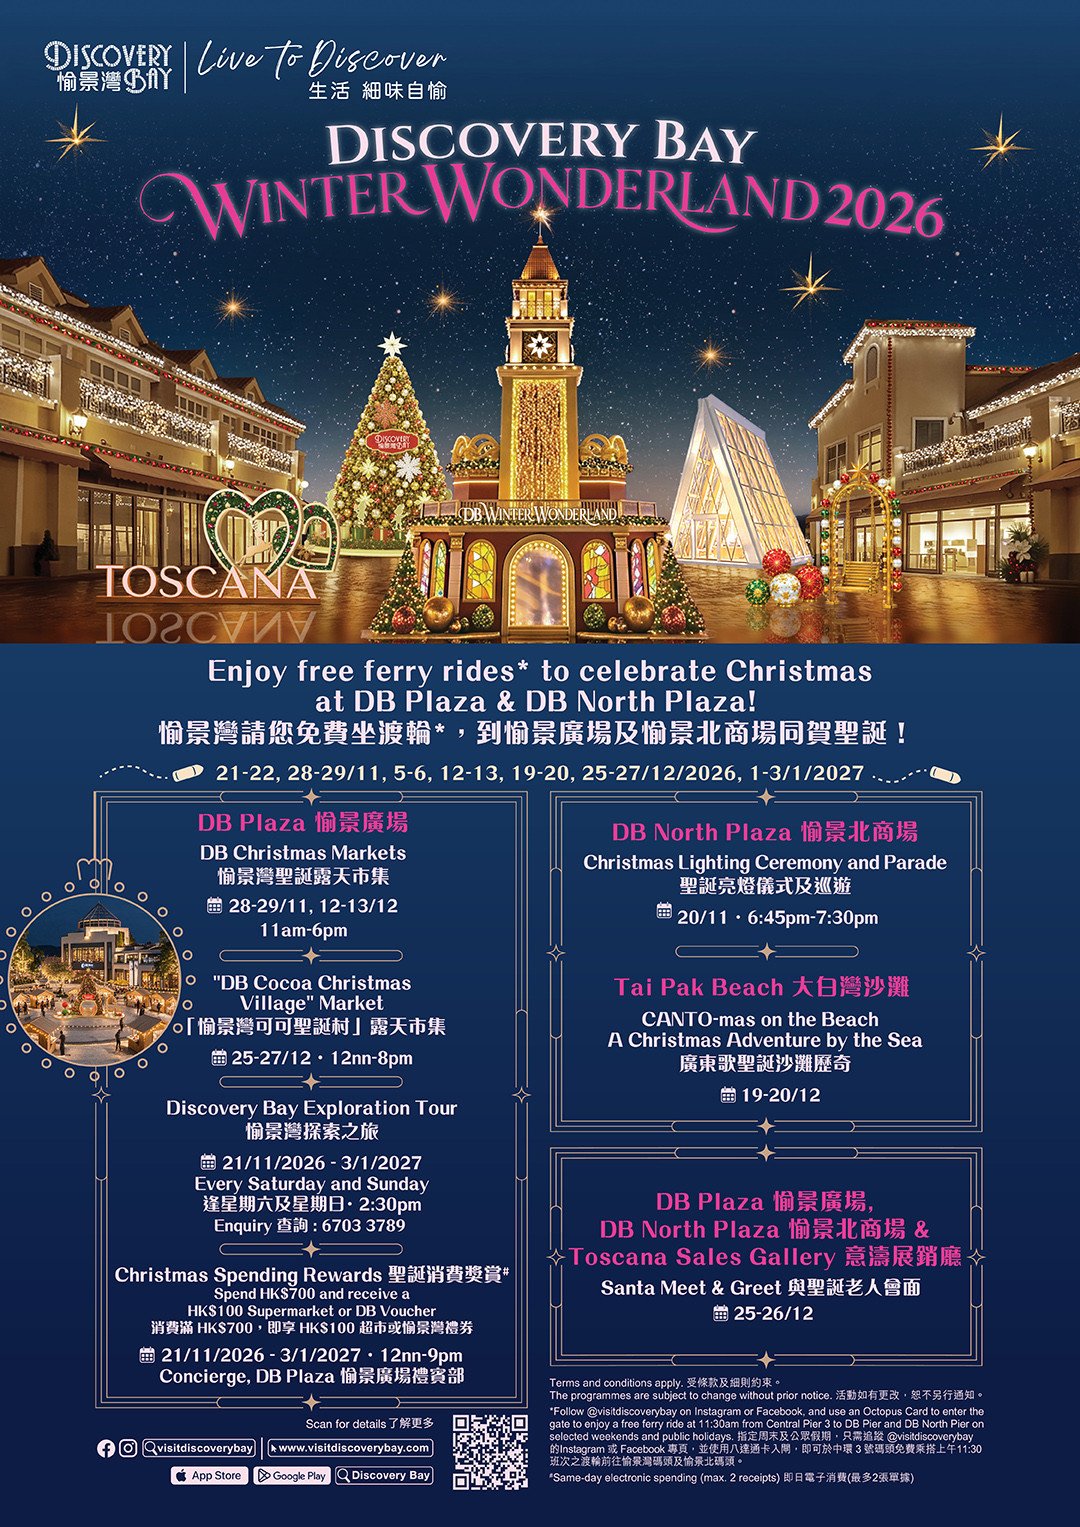 DISCOVERY BAY
愉景灣
Live To Discover
生活 細味自愉
DISCOVERY BAY
WINTER WONDERLAND 2026
DISCOVERY
愉景灣 BAY
DB WINTER WONDERLAND
TOSCANA
Enjoy free ferry rides* to celebrate Christmas
at DB Plaza & DB North Plaza!
愉景灣請您免費坐渡輪*，到愉景廣場及愉景北商場同賀聖誕！
21-22, 28-29/11, 5-6, 12-13, 19-20, 25-27/12/2026, 1-3/1/2027
DB Plaza 愉景廣場
DB Christmas Markets
愉景灣聖誕露天市集
28-29/11, 12-13/12
11am-6pm
"DB Cocoa Christmas
Village" Market
「愉景灣可可聖誕村」露天市集
25-27/12・12nn-8pm
Discovery Bay Exploration Tour
愉景灣探索之旅
21/11/2026 - 3/1/2027
Every Saturday and Sunday
逢星期六及星期日・2:30pm
Enquiry 查詢 : 6703 3789
Christmas Spending Rewards 聖誕消費獎賞#
Spend HK$700 and receive a
HK$100 Supermarket or DB Voucher
消費滿 HK$700，即享 HK$100 超市或愉景灣禮券
21/11/2026 - 3/1/2027・12nn-9pm
Concierge, DB Plaza 愉景廣場禮賓部
DB North Plaza 愉景北商場
Christmas Lighting Ceremony and Parade
聖誕亮燈儀式及巡遊
20/11・6:45pm-7:30pm
Tai Pak Beach 大白灣沙灘
CANTO-mas on the Beach
A Christmas Adventure by the Sea
廣東歌聖誕沙灘歷奇
19-20/12
DB Plaza 愉景廣場,
DB North Plaza 愉景北商場 &
Toscana Sales Gallery 意濤展銷廳
Santa Meet & Greet 與聖誕老人會面
25-26/12
Scan for details 了解更多
visitdiscoverybay
www.visitdiscoverybay.com
App Store
Google Play
Discovery Bay
Terms and conditions apply. 受條款及細則約束。
The programmes are subject to change without prior notice. 活動如有更改，恕不另行通知。
*Follow @visitdiscoverybay on Instagram or Facebook, and use an Octopus Card to enter the
gate to enjoy a free ferry ride at 11:30am from Central Pier 3 to DB Pier and DB North Pier on
selected weekends and public holidays. 指定周末及公眾假期，只需追蹤 @visitdiscoverybay
的Instagram 或 Facebook 專頁，並使用八達通卡入閘，即可於中環 3 號碼頭免費乘搭上午11:30
班次之渡輪前往愉景灣碼頭及愉景北碼頭。
#Same-day electronic spending (max. 2 receipts) 即日電子消費(最多2張單據)